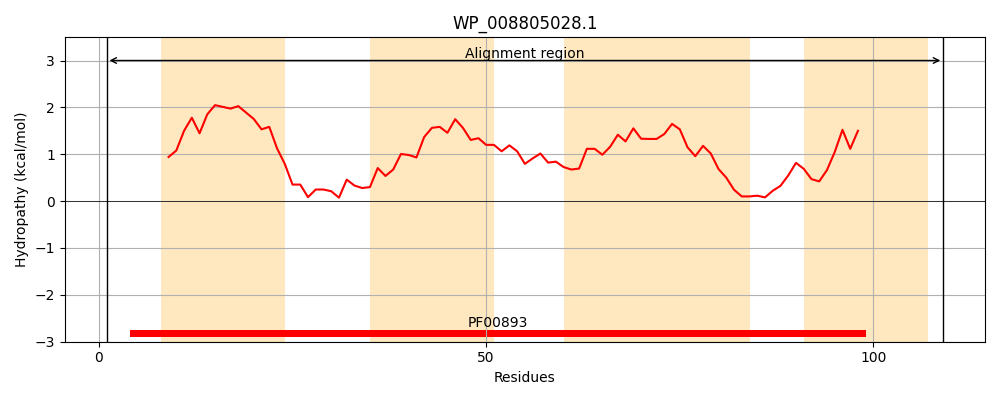 WP_008805028.1
Alignment region
3
2
1
0
−1
−2
−3
Hydropathy (kcal/mol)
PF00893
0
50
100
Residues